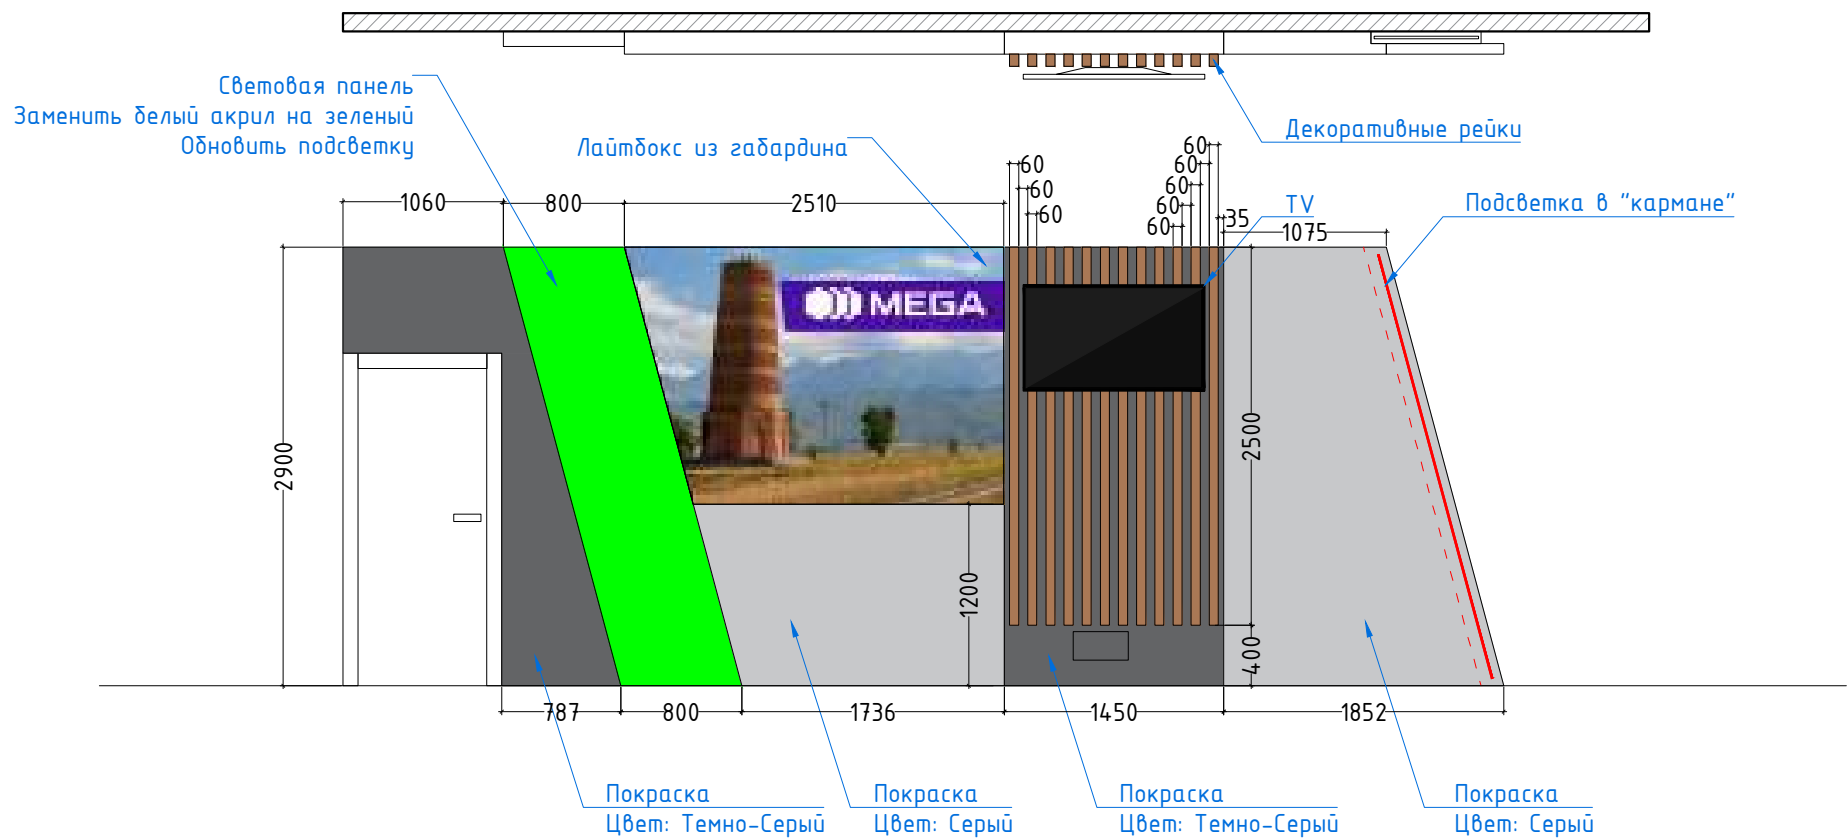 Световая панель
Заменить белый акрил на зеленый
Обновить подсветку
Лайтбокс из габардина
Декоративные рейки
TV
Подсветка в "кармане"
1060
800
2510
60
60
60
60
60
60
60
60
35
1075
MEGA
2900
2500
1200
400
787
800
1736
1450
1852
Покраска
Цвет: Темно-Серый
Покраска
Цвет: Серый
Покраска
Цвет: Темно-Серый
Покраска
Цвет: Серый